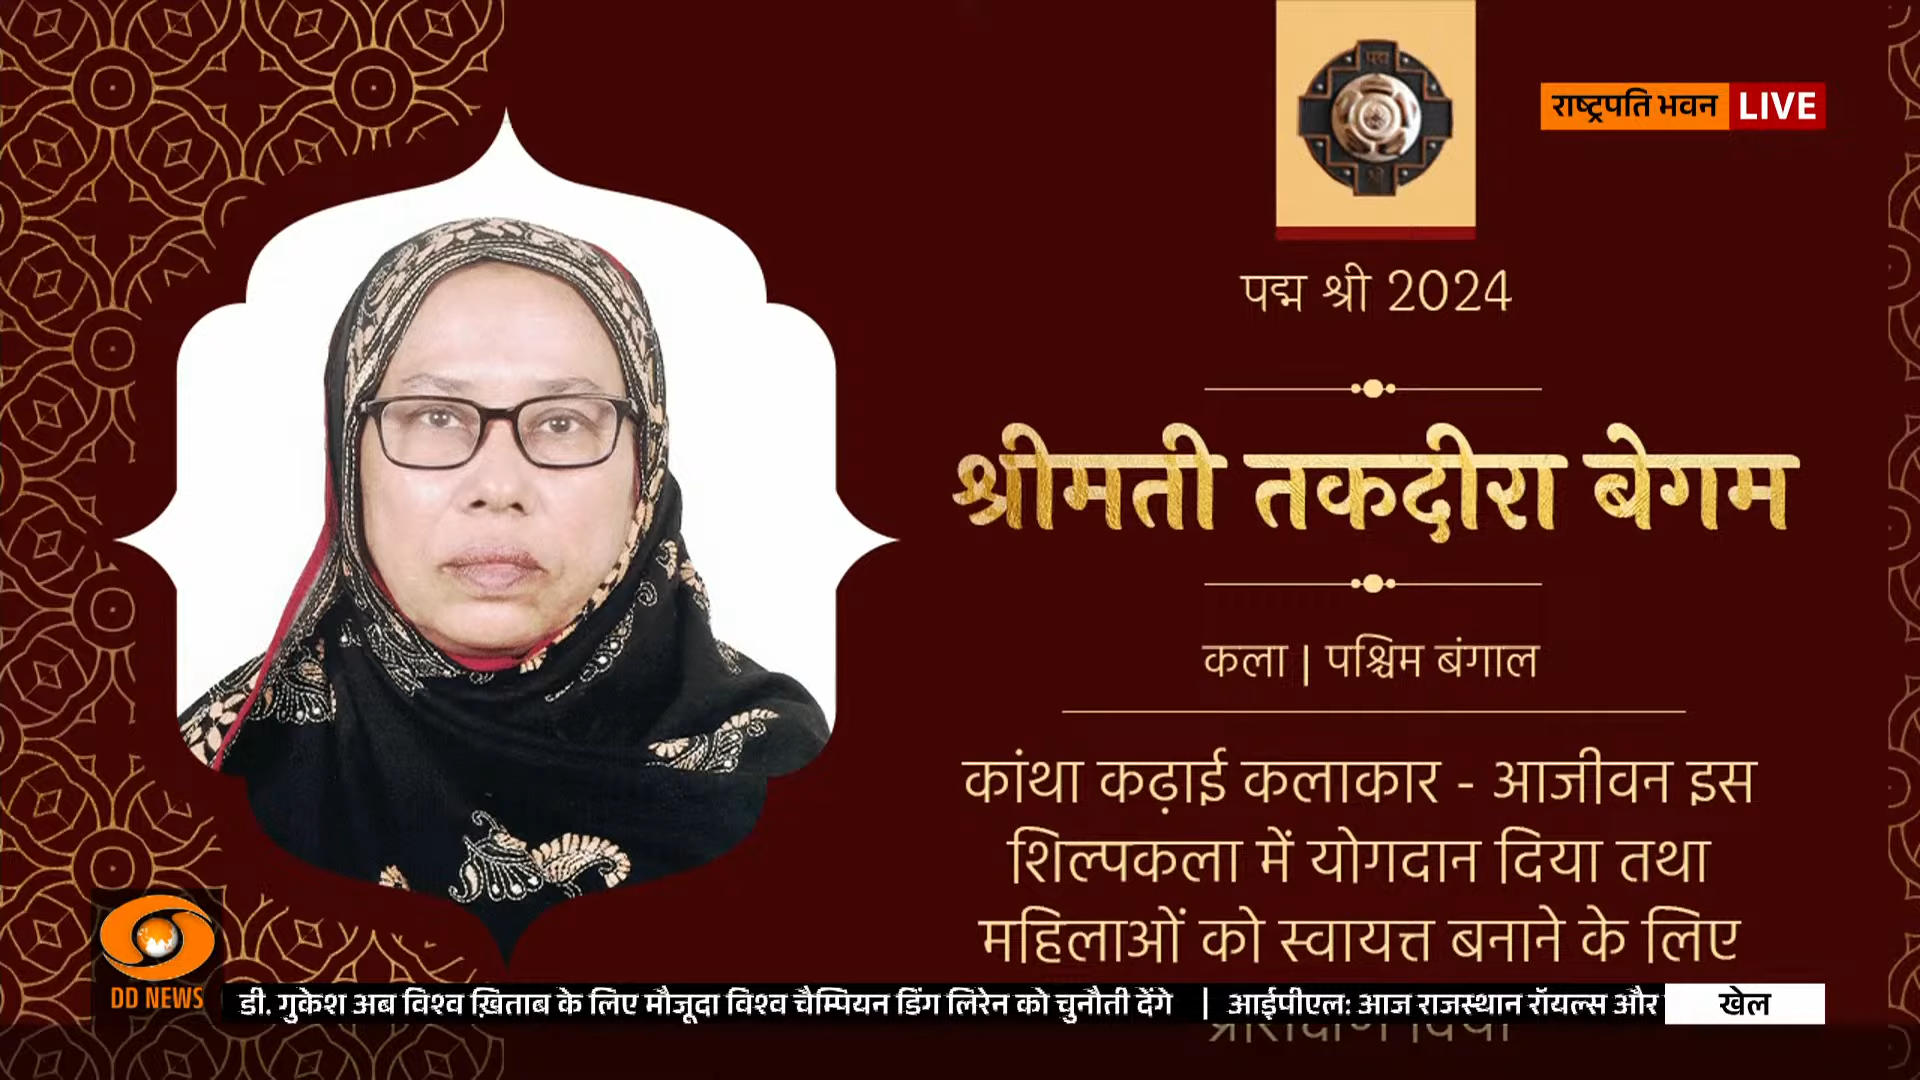 राष्ट्रपति भवन LIVE
पद्म श्री 2024
श्रीमती तकदीरा बेगम
कला | पश्चिम बंगाल
कांथा कढ़ाई कलाकार - आजीवन इस
शिल्पकला में योगदान दिया तथा
महिलाओं को स्वायत्त बनाने के लिए
DD NEWS
डी. गुकेश अब विश्व ख़िताब के लिए मौजूदा विश्व चैम्पियन डिंग लिरेन को चुनौती देंगे | आईपीएल: आज राजस्थान रॉयल्स और
खेल